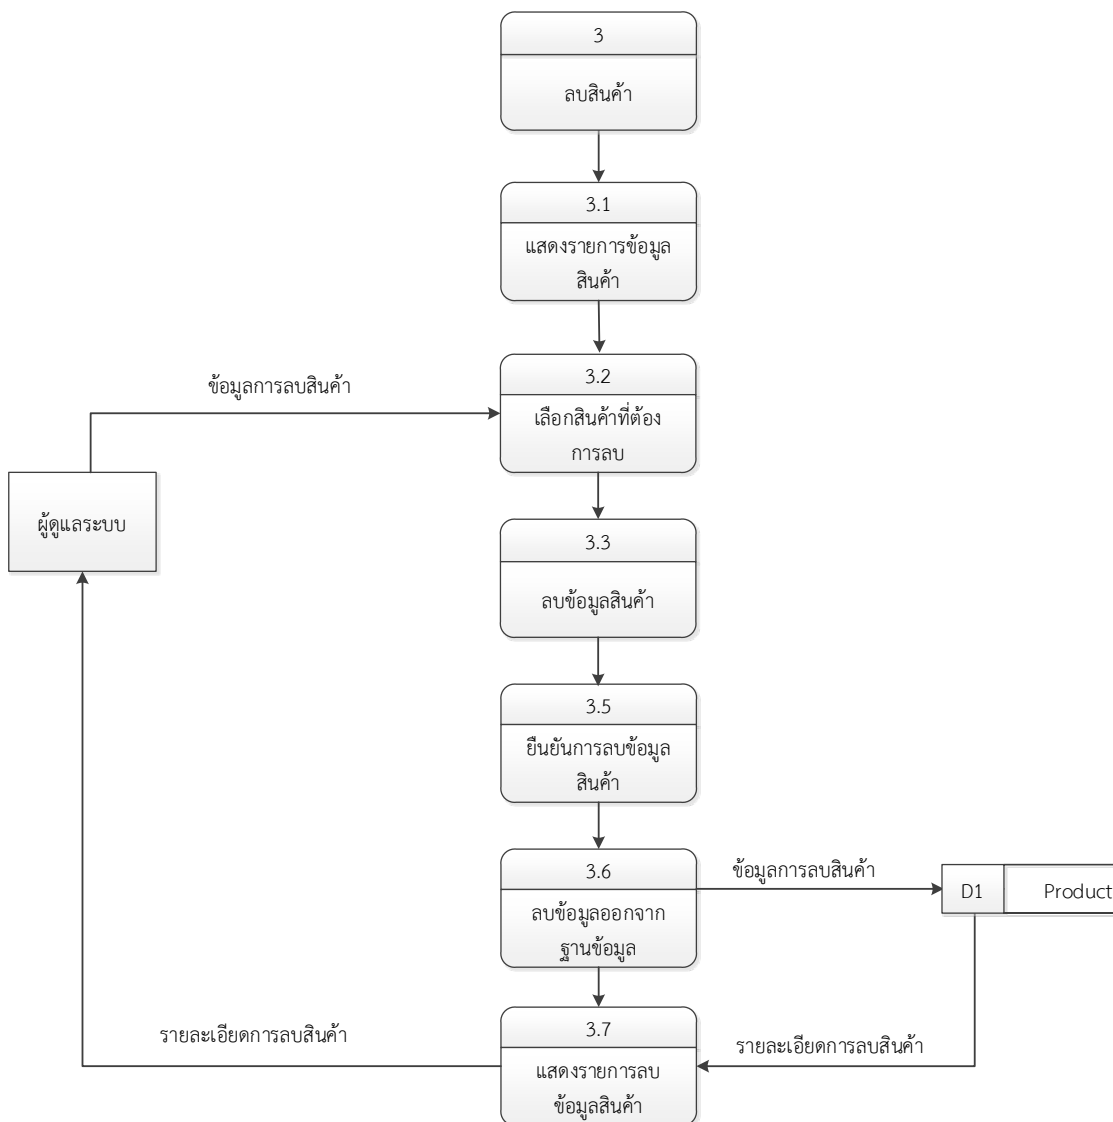 3
ลบสินค้า
3.1
แสดงรายการข้อมูล
สินค้า
ข้อมูลการลบสินค้า
3.2
เลือกสินค้าที่ต้อง
การลบ
ผู้ดูแลระบบ
3.3
ลบข้อมูลสินค้า
3.5
ยืนยันการลบข้อมูล
สินค้า
3.6
ลบข้อมูลออกจาก
ฐานข้อมูล
ข้อมูลการลบสินค้า
D1
Product
รายละเอียดการลบสินค้า
3.7
แสดงรายการลบ
ข้อมูลสินค้า
รายละเอียดการลบสินค้า